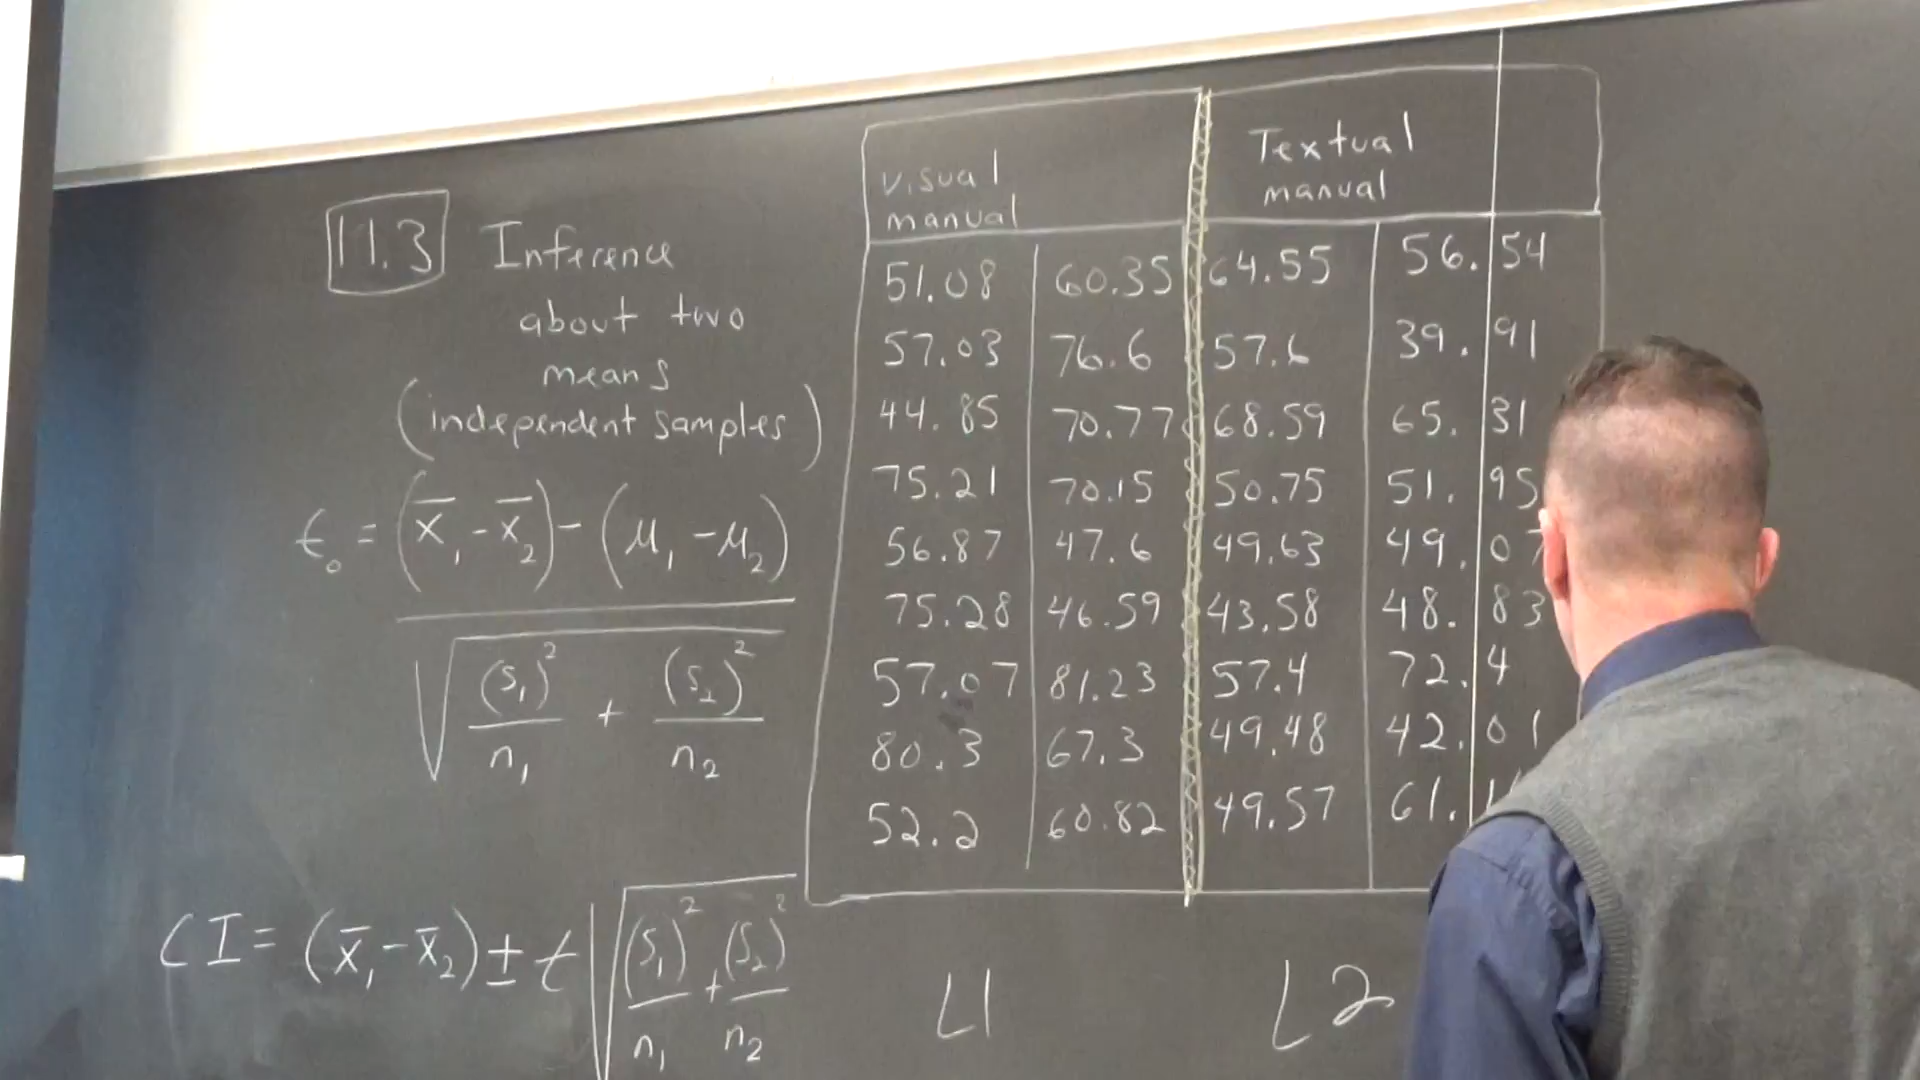 11.3 Inference
about two
means
(independent samples)
t₀ = (x̄₁ - x̄₂) - (μ₁ - μ₂)
√ (s₁)² / n₁ + (s₂)² / n₂
CI = (x̄₁ - x̄₂) ± t √ (s₁)² / n₁ + (s₂)² / n₂
visual
manual
Textual
manual
51.08 60.35 64.55 56.54
57.03 76.6 57.6 39.91
44.85 70.77 68.59 65.31
75.21 70.15 50.75 51.95
56.87 47.6 49.63 49.07
75.28 46.59 43.58 48.83
57.07 81.23 57.4 72.4
80.3 67.3 49.48 42.01
52.2 60.82 49.57
L1 L2